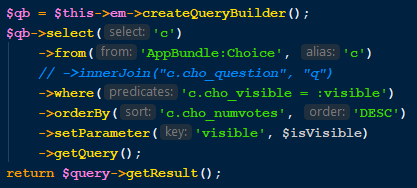 $qb = $this->em->createQueryBuilder();
$qb->select( select: 'c')
->from( from: 'AppBundle:Choice', alias: 'c')
// ->innerJoin("c.cho_question", "q")
->where( predicates: 'c.cho_visible = :visible')
->orderBy( sort: 'c.cho_numvotes', order: 'DESC')
->setParameter( key: 'visible', $isVisible)
->getQuery();
return $query->getResult();